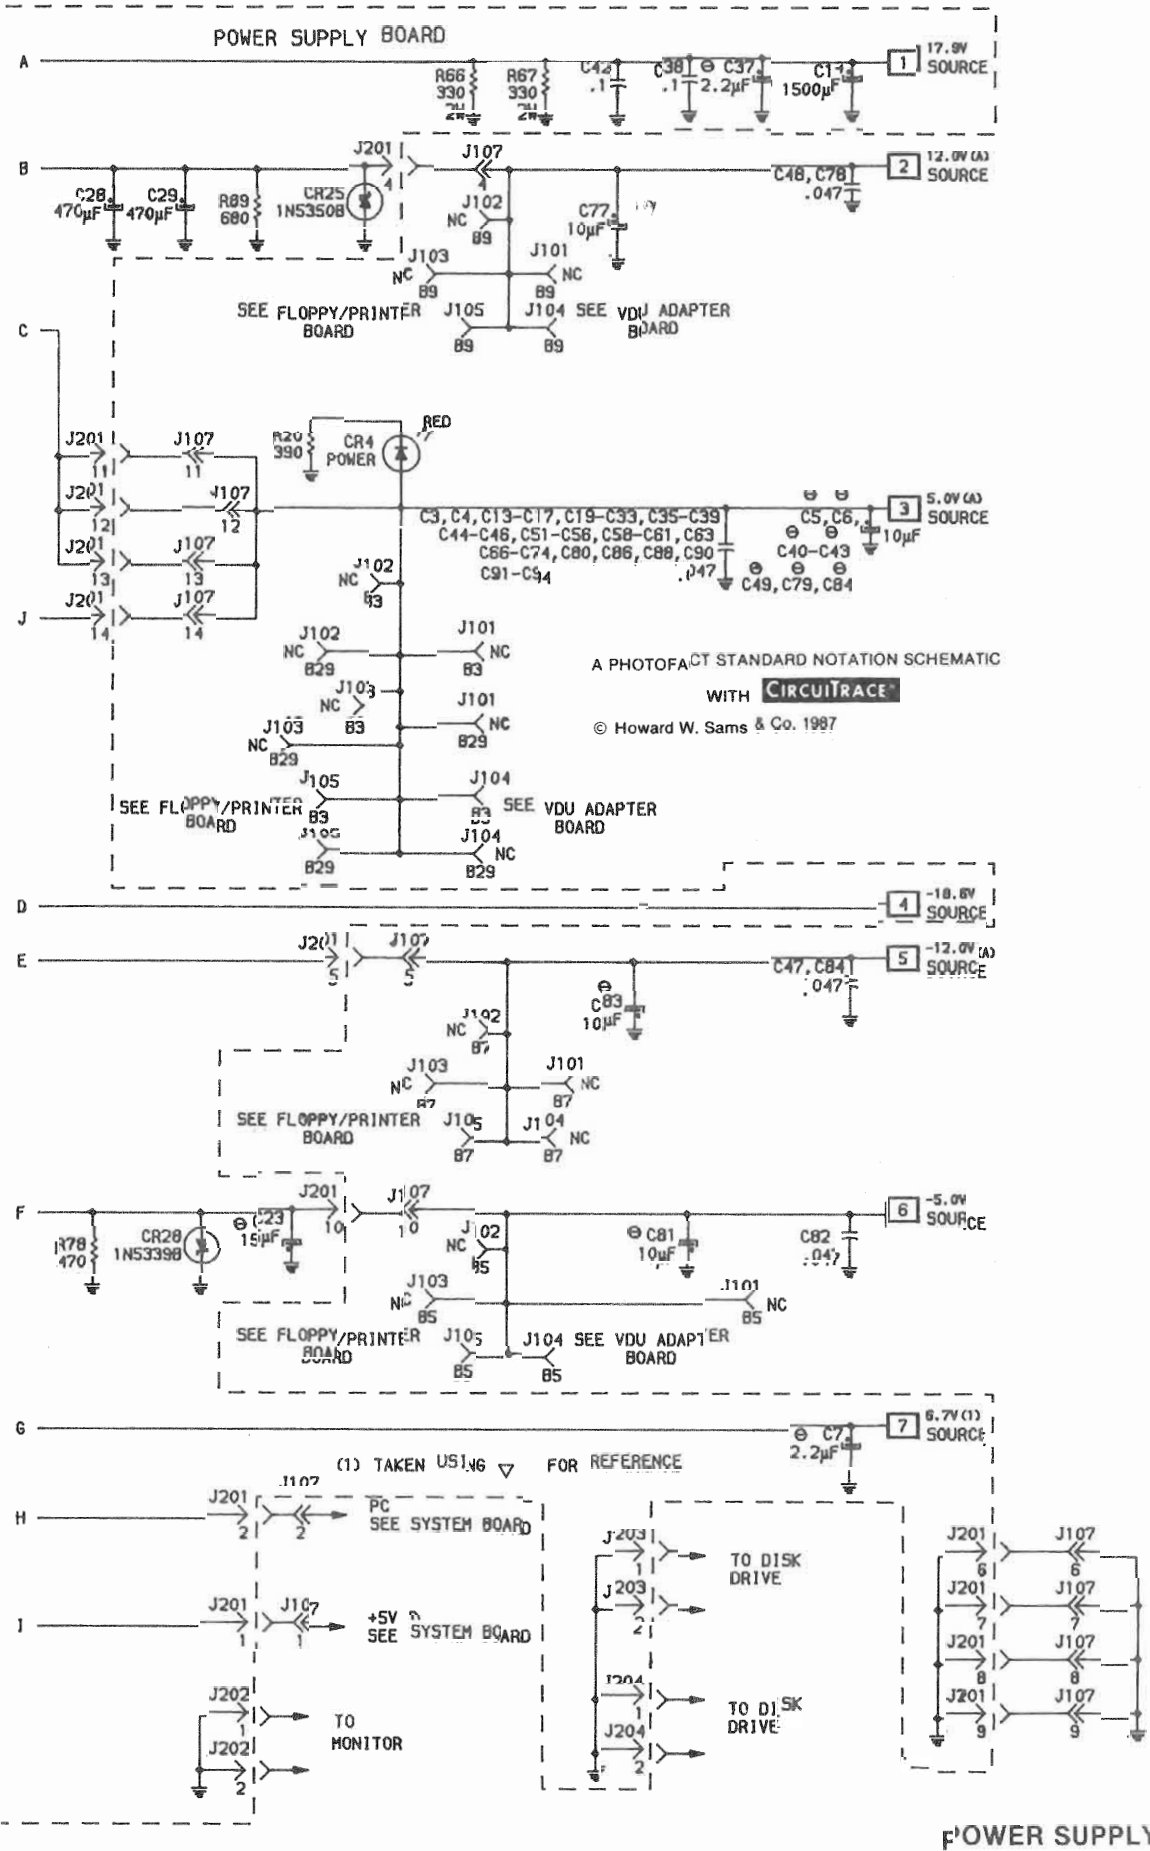 POWER SUPPLY BOARD
A
R66
330
2W
R67
330
2W
C42
.1
C38
.1
⊖ C37
2.2µF
1500µF
1
17.9V
SOURCE
B
C28
470µF
C29
470µF
R89
680
CR25
1N5350B
J201
4
J107
4
J102
NC
B9
C77
10µF
C48, C78
.047
2
12.0V(A)
SOURCE
J103
NC
B9
J101
NC
B9
SEE FLOPPY/PRINTER
BOARD
J105
B9
J104
B9
SEE VDU ADAPTER
BOARD
C
R20
390
CR4
POWER
RED
J201
11
J107
11
J201
12
J107
12
J201
13
J107
13
J
J201
14
J107
14
C3, C4, C13-C17, C19-C33, C35-C39
C44-C46, C51-C56, C58-C61, C63
C66-C74, C80, C86, C88, C90
C91-C94
.047
⊖ ⊖
C5, C6,
⊖ ⊖
C40-C43
⊖ ⊖ ⊖
C49, C79, C84
10µF
3
5.0V(A)
SOURCE
J102
NC
B3
J102
NC
B29
J101
NC
B3
J103
NC
B3
J101
NC
B29
J103
NC
B29
J105
B3
J104
B3
SEE FLOPPY/PRINTER
BOARD
SEE VDU ADAPTER
BOARD
J105
B29
J104
NC
B29
A PHOTOFACT STANDARD NOTATION SCHEMATIC
WITH CIRCUITRACE
© Howard W. Sams & Co. 1987
D
4
-18.6V
SOURCE
E
J201
5
J107
5
⊖
C83
10µF
C47, C84
.047
5
-12.0V(A)
SOURCE
J102
NC
B7
J103
NC
B7
J101
NC
B7
SEE FLOPPY/PRINTER
BOARD
J105
B7
J104
NC
B7
F
R78
470
CR28
1N5339B
⊖ C23
15µF
J201
10
J107
10
J102
NC
B5
⊖ C81
10µF
C82
.047
6
-5.0V
SOURCE
J103
NC
B5
J101
NC
B5
SEE FLOPPY/PRINTER
BOARD
J105
B5
J104
B5
SEE VDU ADAPTER
BOARD
G
⊖ C7
2.2µF
7
6.7V(1)
SOURCE
(1) TAKEN USING ▽ FOR REFERENCE
H
J201
2
J107
2
PG
SEE SYSTEM BOARD
I
J201
1
J107
1
+5V
SEE SYSTEM BOARD
J202
1
J202
2
TO
MONITOR
J203
1
J203
2
TO DISK
DRIVE
J204
1
J204
2
TO DISK
DRIVE
J201
6
J107
6
J201
7
J107
7
J201
8
J107
8
J201
9
J107
9
POWER SUPPLY